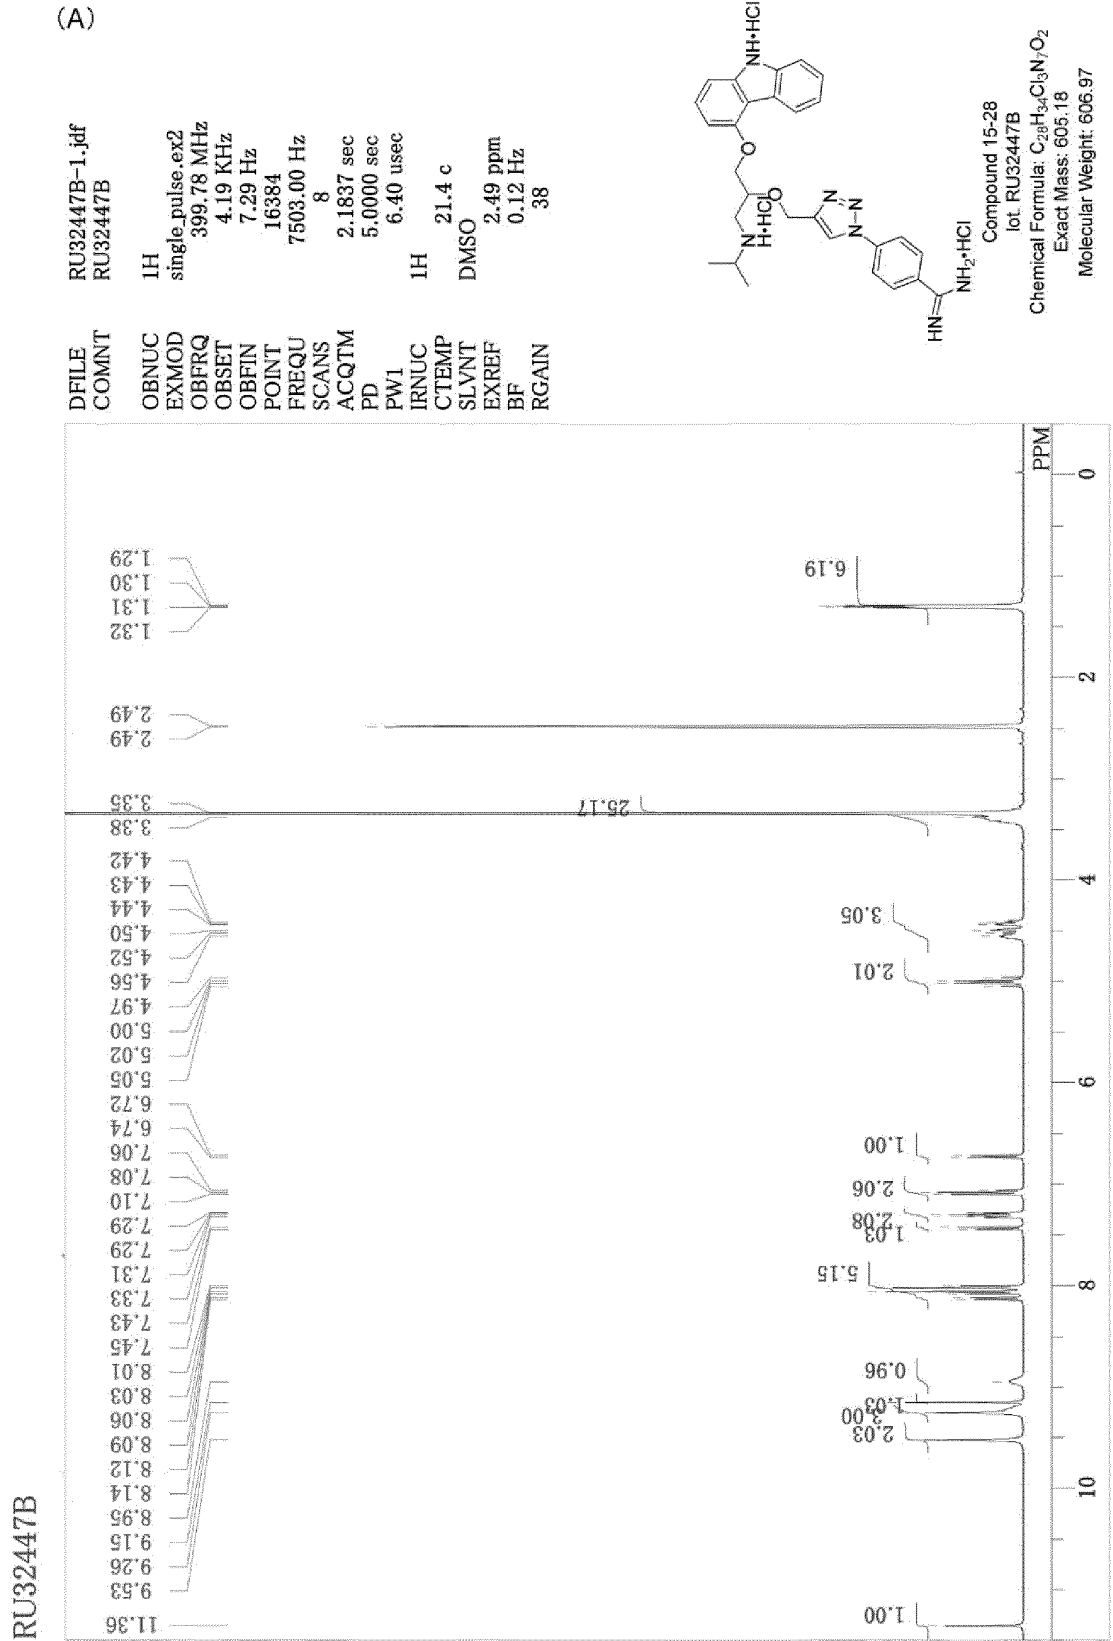 (A)
DFILE RU32447B-1.jdf
COMNT RU32447B
OBNUC 1H
EXMOD single_pulse.ex2
OBFRQ 399.78 MHz
OBSET 4.19 KHz
OBFIN 7.29 Hz
POINT 16384
FREQU 7503.00 Hz
SCANS 8
ACQTM 2.1837 sec
PD 5.0000 sec
PW1 6.40 usec
IRNUC 1H
CTEMP 21.4 c
SLVNT DMSO
EXREF 2.49 ppm
BF 0.12 Hz
RGAIN 38
NH•HCl
O
O
N
H•HCl
N
N
N
HN
NH2•HCl
Compound 15-28
lot. RU32447B
Chemical Formula: C28H34Cl3N7O2
Exact Mass: 605.18
Molecular Weight: 606.97
RU32447B
1.29
1.30
1.31
1.32
2.49
2.49
3.35
3.38
4.42
4.43
4.44
4.50
4.52
4.56
4.97
5.00
5.02
5.05
6.72
6.74
7.06
7.08
7.10
7.29
7.29
7.31
7.33
7.43
7.45
8.01
8.03
8.06
8.09
8.12
8.14
8.95
9.15
9.26
9.53
11.36
6.19
25.17
3.05
2.01
1.00
2.06
2.08
1.03
5.15
0.96
1.03
3.00
2.03
1.00
PPM
0
2
4
6
8
10